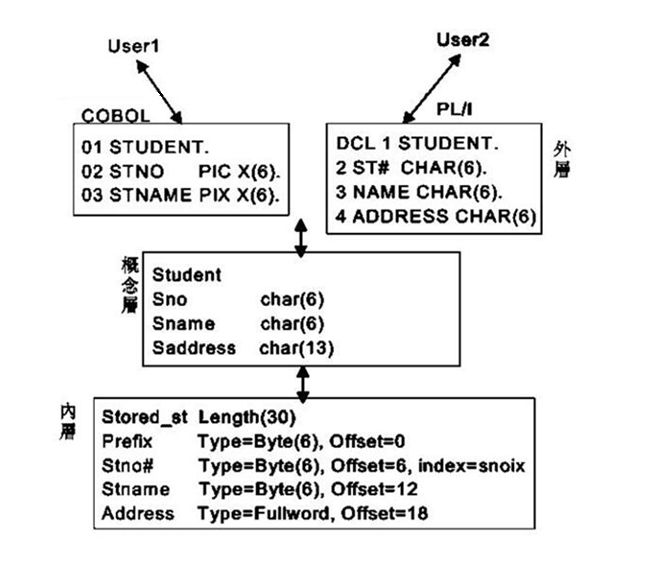 User1
User2
COBOL
01 STUDENT.
02 STNO PIC X(6).
03 STNAME PIX X(6).
PL/I
DCL 1 STUDENT.
2 ST# CHAR(6).
3 NAME CHAR(6).
4 ADDRESS CHAR(6)
外層
概念層
Student
Sno char(6)
Sname char(6)
Saddress char(13)
內層
Stored_st Length(30)
Prefix Type=Byte(6), Offset=0
Stno# Type=Byte(6), Offset=6, index=snoix
Stname Type=Byte(6), Offset=12
Address Type=Fullword, Offset=18